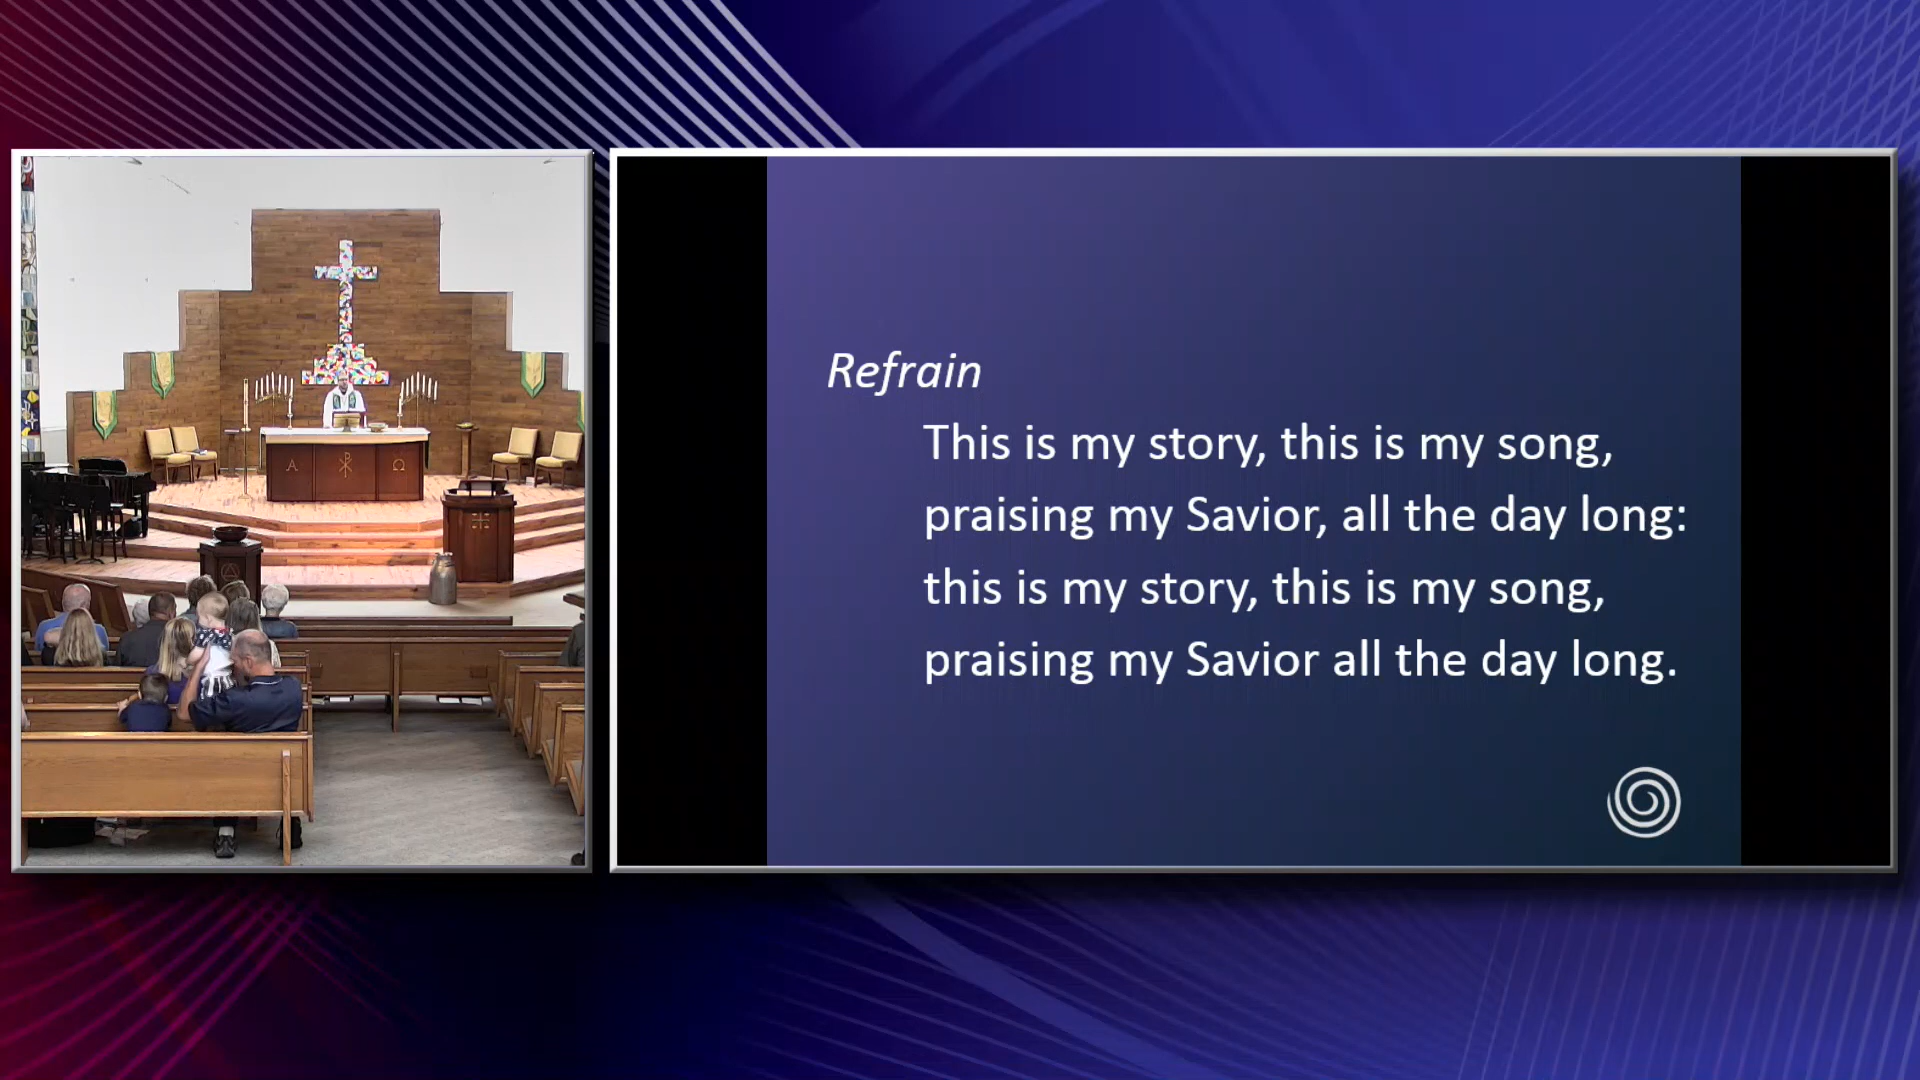 Refrain
This is my story, this is my song,
praising my Savior, all the day long:
this is my story, this is my song,
praising my Savior all the day long.
Α
Ω